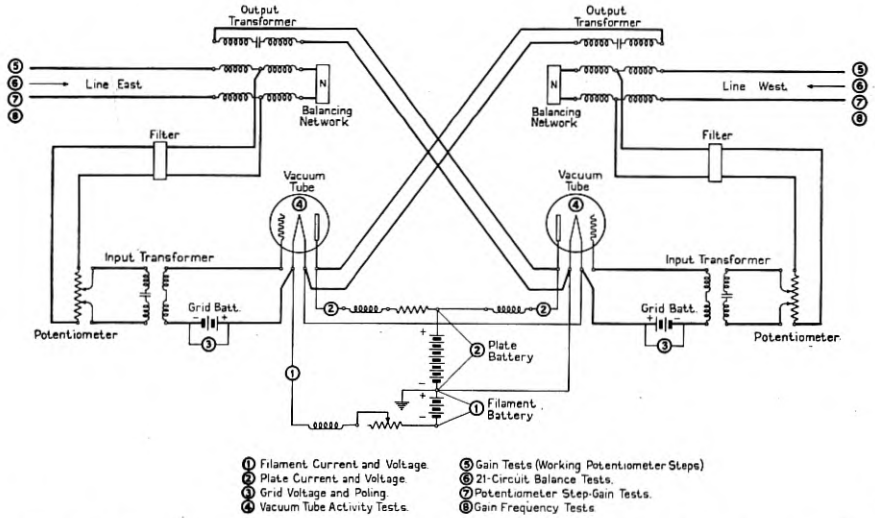 Output
Transformer
Output
Transformer
⑤
⑥ Line East
⑦
⑧
N
Balancing
Network
N
Balancing
Network
⑤
Line West ⑥
⑦
⑧
Filter
Filter
Vacuum
Tube
④
Vacuum
Tube
④
Input Transformer
Input Transformer
Grid Batt.
- +
③
Potentiometer
Grid Batt.
+ -
③
Potentiometer
② ②
+
② Plate
Battery
-
①
+
① Filament
Battery
-
① Filament Current and Voltage.
② Plate Current and Voltage.
③ Grid Voltage and Poling.
④ Vacuum Tube Activity Tests.
⑤ Gain Tests (Working Potentiometer Steps)
⑥ 21-Circuit Balance Tests.
⑦ Potentiometer Step-Gain Tests.
⑧ Gain Frequency Tests